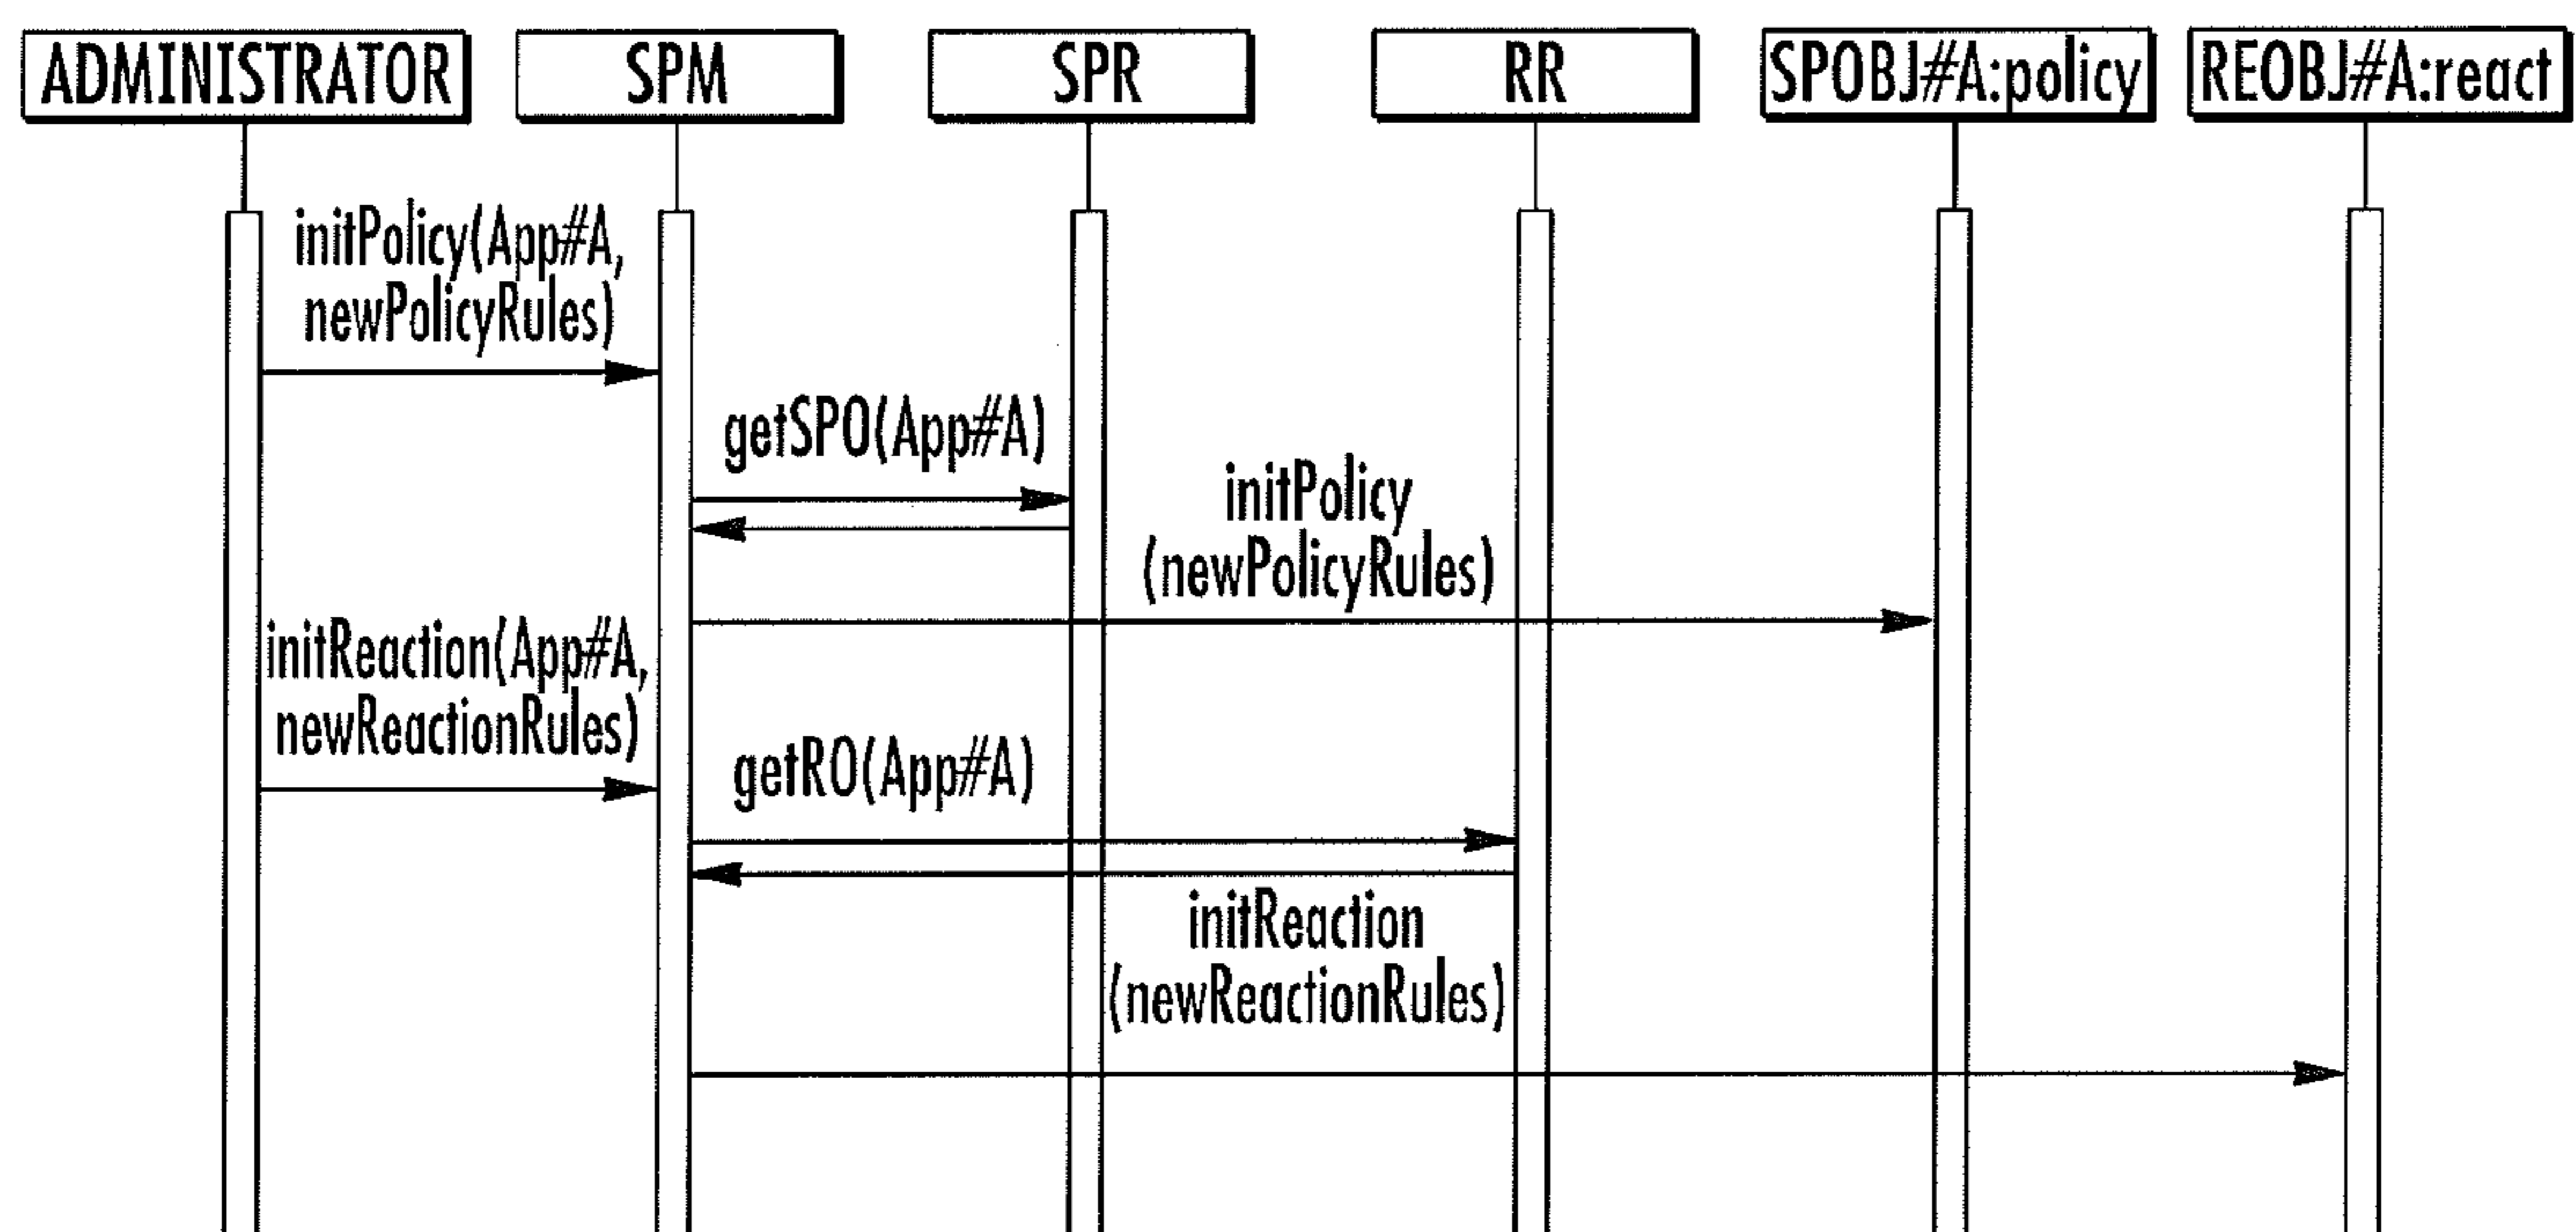 ADMINISTRATOR
SPM
SPR
RR
SPOBJ#A:policy
REOBJ#A:react
initPolicy(App#A,
newPolicyRules)
getSPO(App#A)
initPolicy
(newPolicyRules)
initReaction(App#A,
newReactionRules)
getRO(App#A)
initReaction
(newReactionRules)